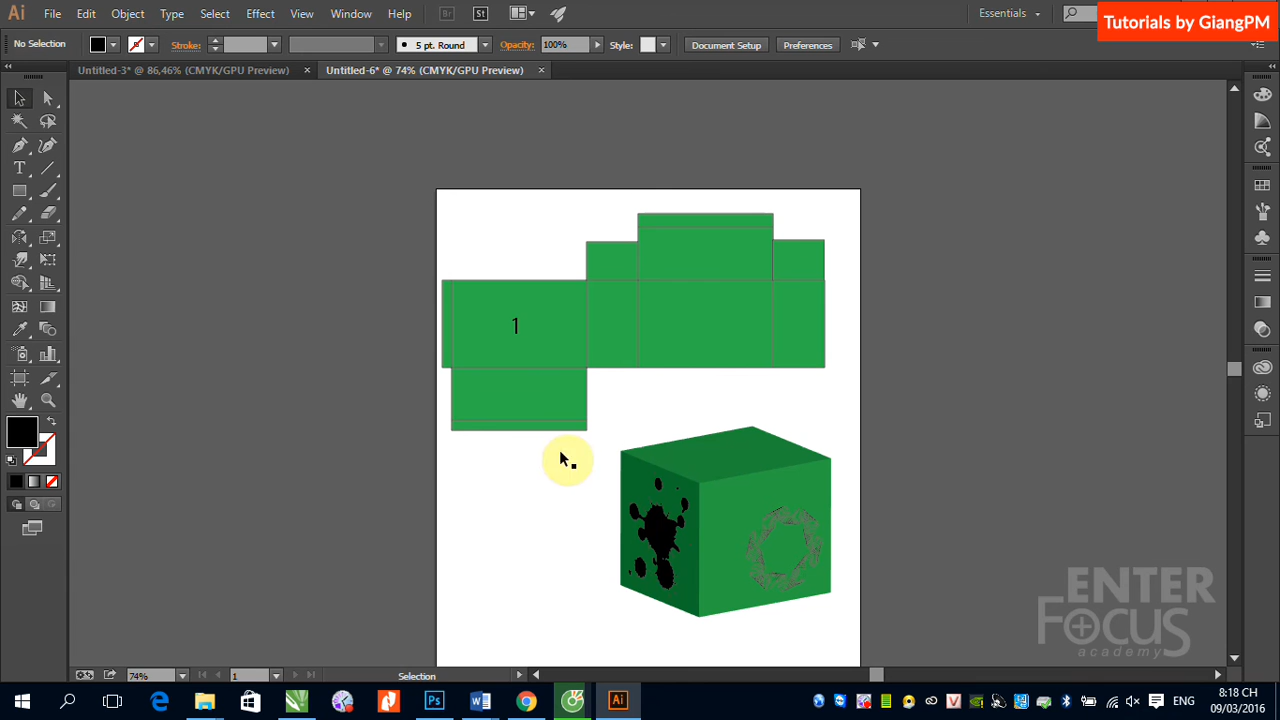 Ai File Edit Object Type Select Effect View Window Help Br St Essentials
Tutorials by GiangPM
No Selection Stroke: 5 pt. Round Opacity: 100% Style: Document Setup Preferences
Untitled-3* @ 86,46% (CMYK/GPU Preview) × Untitled-6* @ 74% (CMYK/GPU Preview) ×
1
ENTER
FOCUS
academy
74% 1 Selection
ENG
8:18 CH
09/03/2016